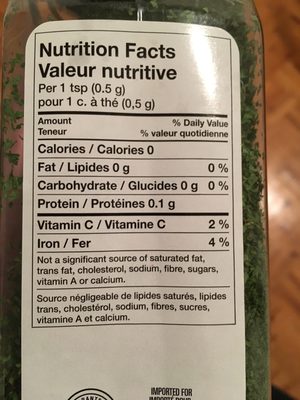 Nutrition Facts
Valeur nutritive
Per 1 tsp (0.5 g)
pour 1 c. à thé (0,5 g)
Amount % Daily Value
Teneur % valeur quotidienne
Calories / Calories 0
Fat / Lipides 0 g 0 %
Carbohydrate / Glucides 0 g 0 %
Protein / Protéines 0.1 g
Vitamin C / Vitamine C 2 %
Iron / Fer 4 %
Not a significant source of saturated fat,
trans fat, cholesterol, sodium, fibre, sugars,
vitamin A or calcium.
Source négligeable de lipides saturés, lipides
trans, cholestérol, sodium, fibres, sucres,
vitamine A et calcium.
IMPORTED FOR